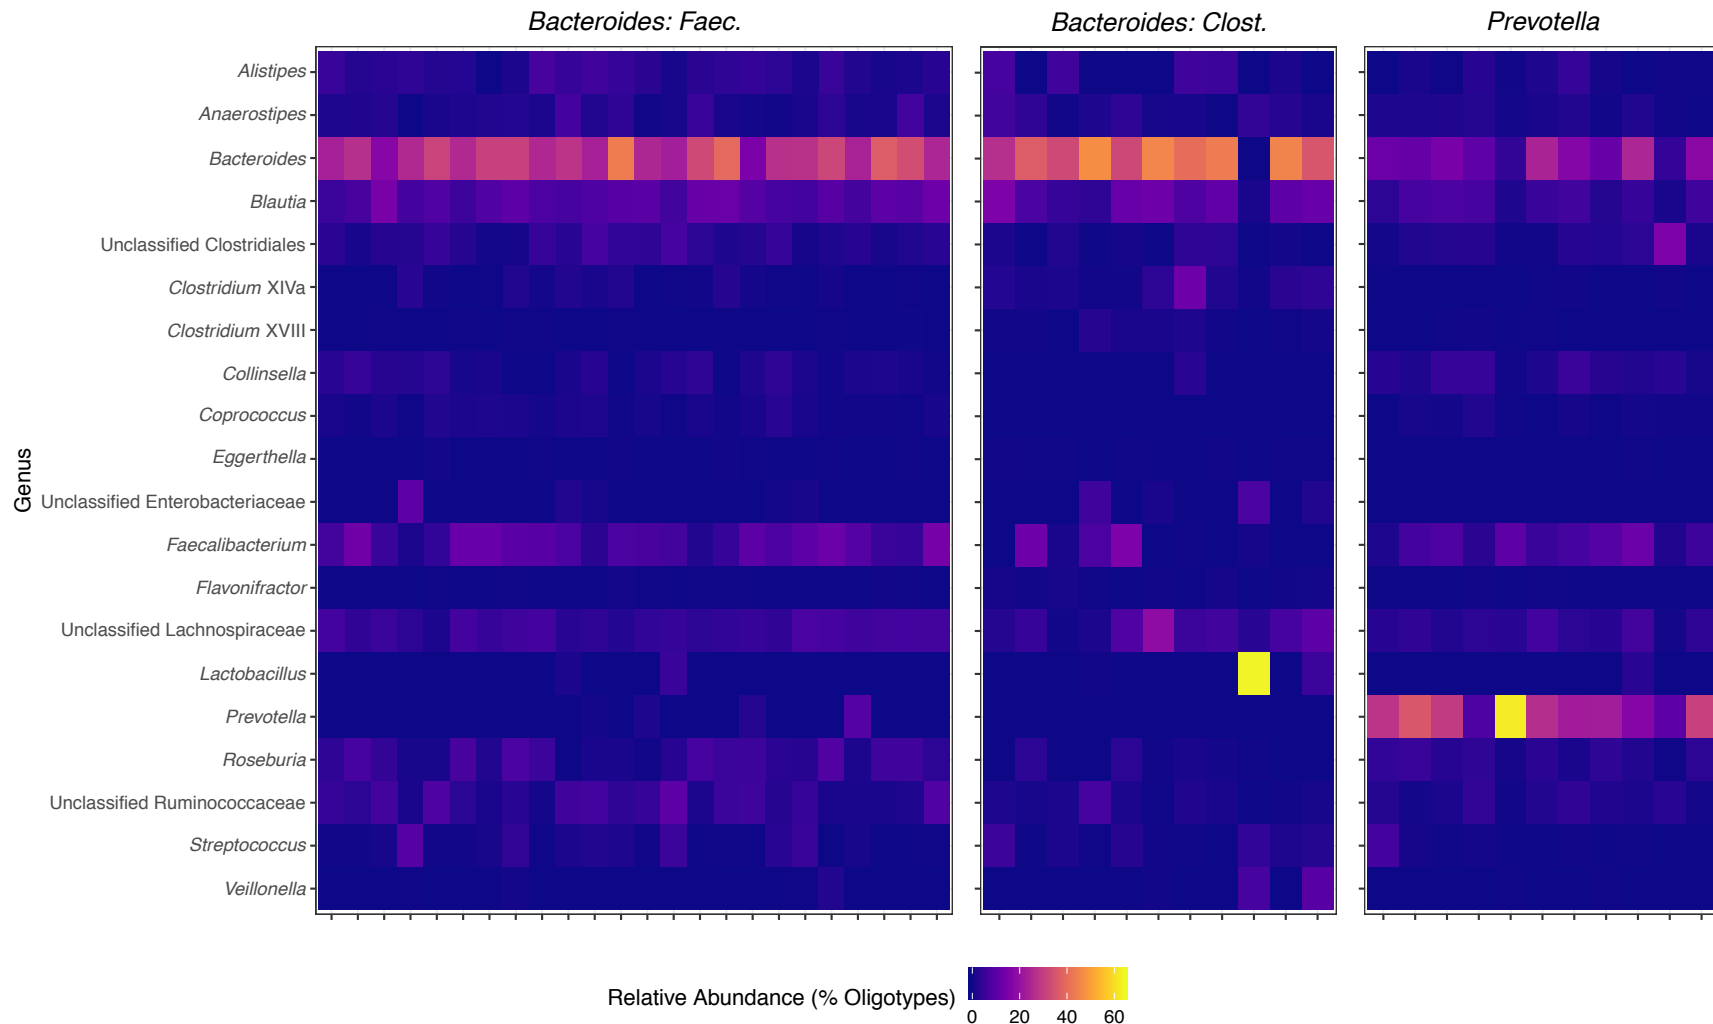 Bacteroides: Faec.
Bacteroides: Clost.
Prevotella
Genus
Alistipes
Anaerostipes
Bacteroides
Blautia
Unclassified Clostridiales
Clostridium XIVa
Clostridium XVIII
Collinsella
Coprococcus
Eggerthella
Unclassified Enterobacteriaceae
Faecalibacterium
Flavonifractor
Unclassified Lachnospiraceae
Lactobacillus
Prevotella
Roseburia
Unclassified Ruminococcaceae
Streptococcus
Veillonella
Relative Abundance (% Oligotypes)
0 20 40 60